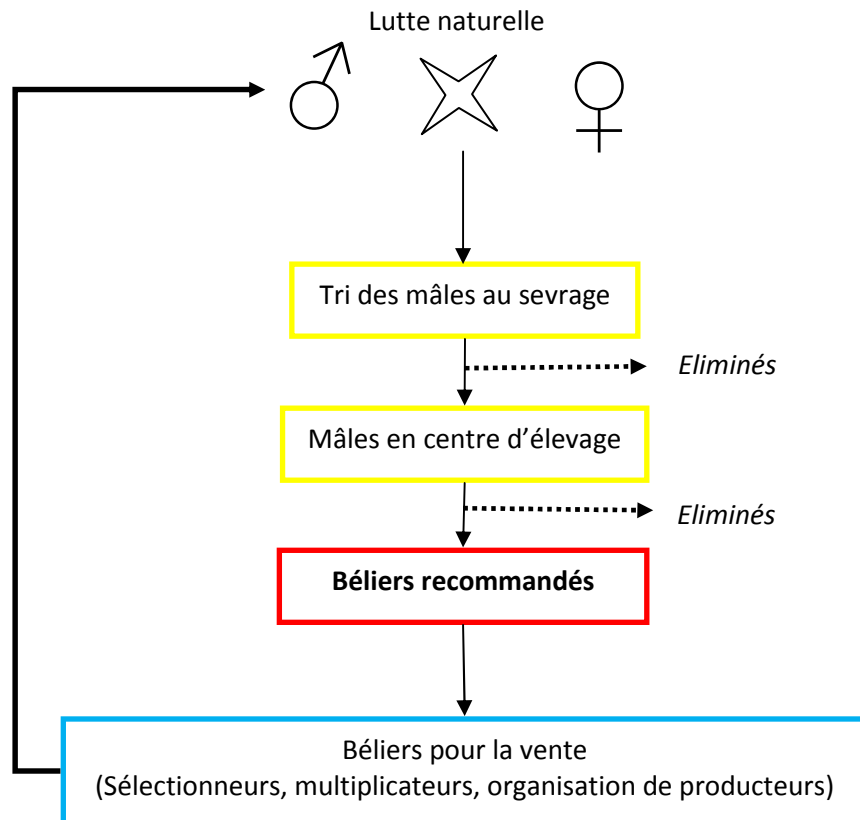 Lutte naturelle
Tri des mâles au sevrage
Eliminés
Mâles en centre d’élevage
Eliminés
Béliers recommandés
Béliers pour la vente
(Sélectionneurs, multiplicateurs, organisation de producteurs)